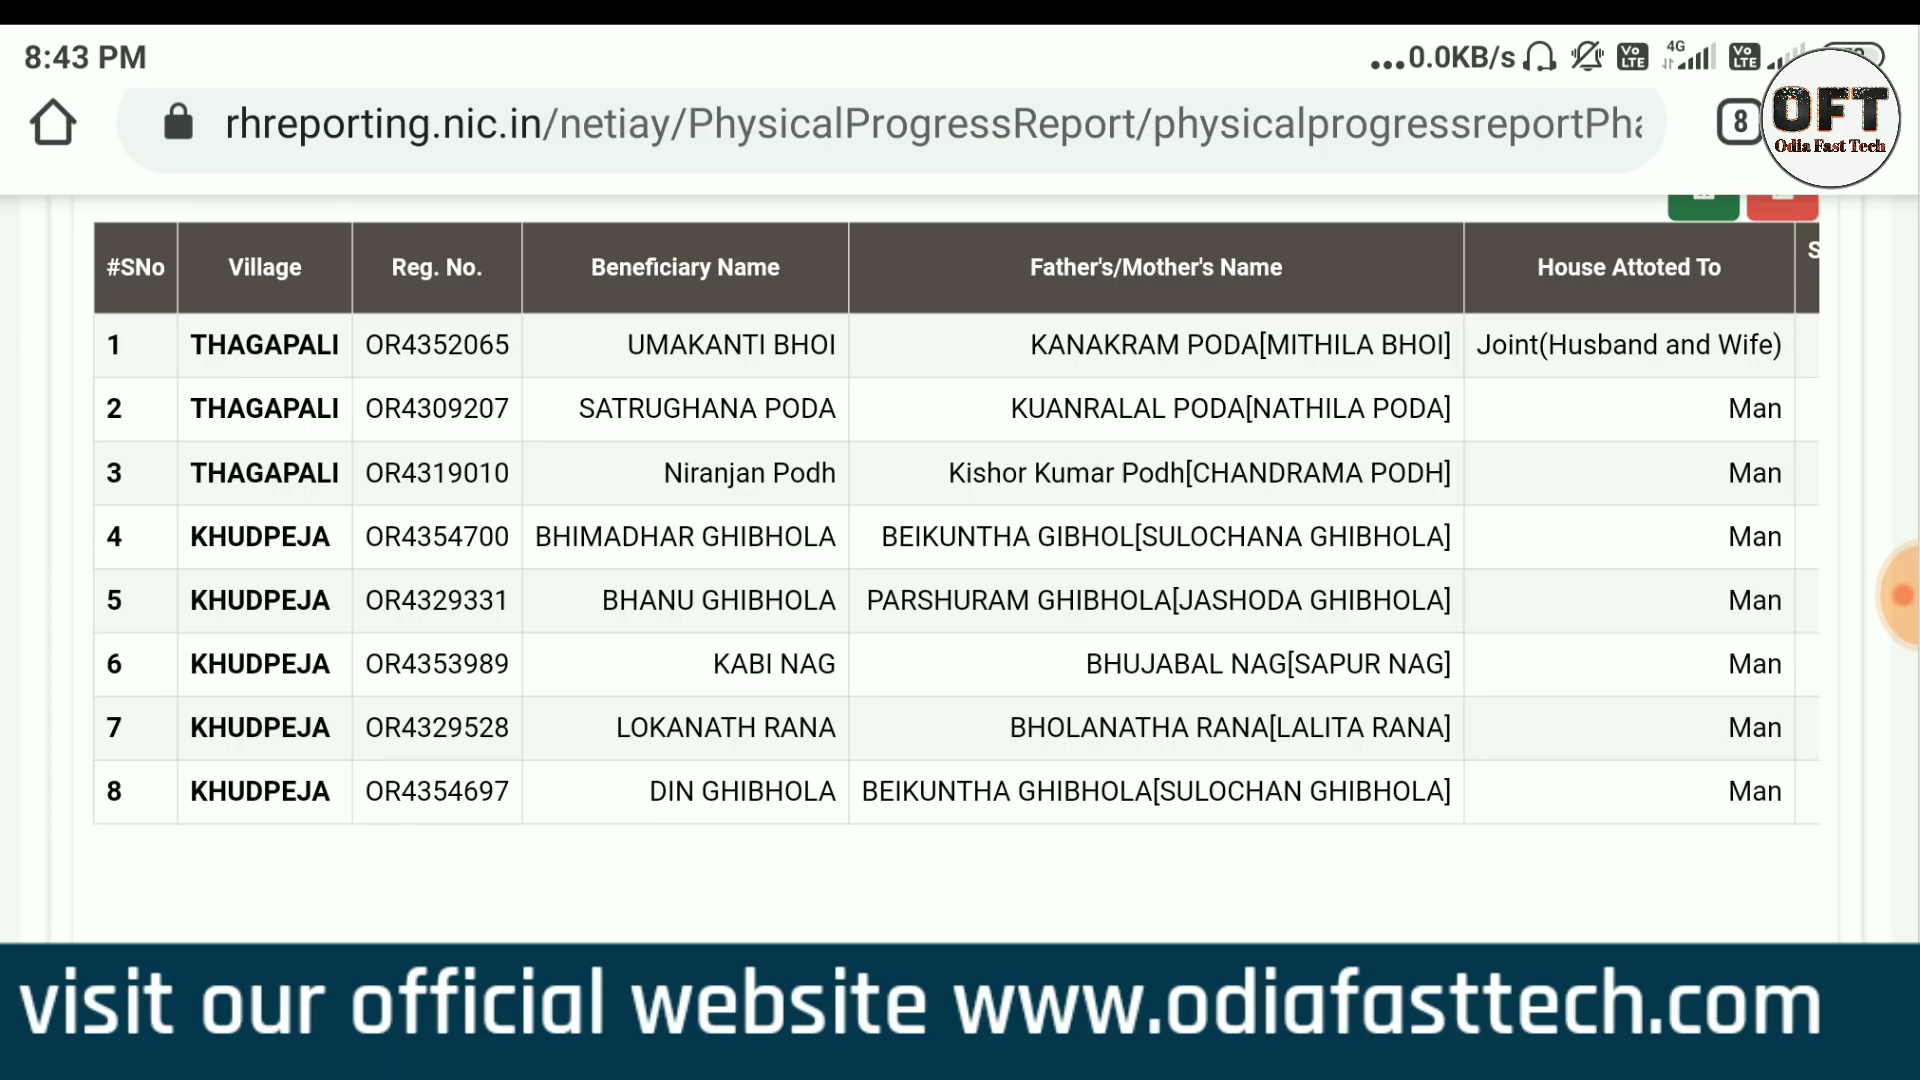 8:43 PM
...0.0KB/s Vo LTE 4G Vo LTE
rhreporting.nic.in/netiay/PhysicalProgressReport/physicalprogressreportPha
8
OFT
Odia Fast Tech
#SNo Village Reg. No. Beneficiary Name Father's/Mother's Name House Attoted To S
1 THAGAPALI OR4352065 UMAKANTI BHOI KANAKRAM PODA[MITHILA BHOI] Joint(Husband and Wife)
2 THAGAPALI OR4309207 SATRUGHANA PODA KUANRALAL PODA[NATHILA PODA] Man
3 THAGAPALI OR4319010 Niranjan Podh Kishor Kumar Podh[CHANDRAMA PODH] Man
4 KHUDPEJA OR4354700 BHIMADHAR GHIBHOLA BEIKUNTHA GIBHOL[SULOCHANA GHIBHOLA] Man
5 KHUDPEJA OR4329331 BHANU GHIBHOLA PARSHURAM GHIBHOLA[JASHODA GHIBHOLA] Man
6 KHUDPEJA OR4353989 KABI NAG BHUJABAL NAG[SAPUR NAG] Man
7 KHUDPEJA OR4329528 LOKANATH RANA BHOLANATHA RANA[LALITA RANA] Man
8 KHUDPEJA OR4354697 DIN GHIBHOLA BEIKUNTHA GHIBHOLA[SULOCHAN GHIBHOLA] Man
visit our official website www.odiafasttech.com